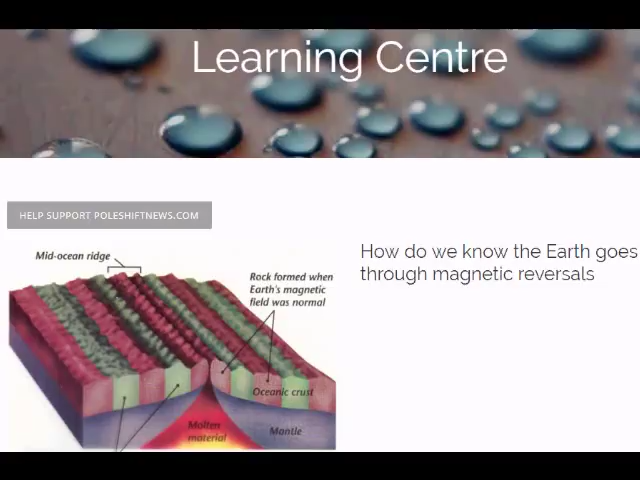 Learning Centre
HELP SUPPORT POLESHIFTNEWS.COM
Mid-ocean ridge
Rock formed when
Earth's magnetic
field was normal
How do we know the Earth goes
through magnetic reversals
Oceanic crust
Molten
material
Mantle